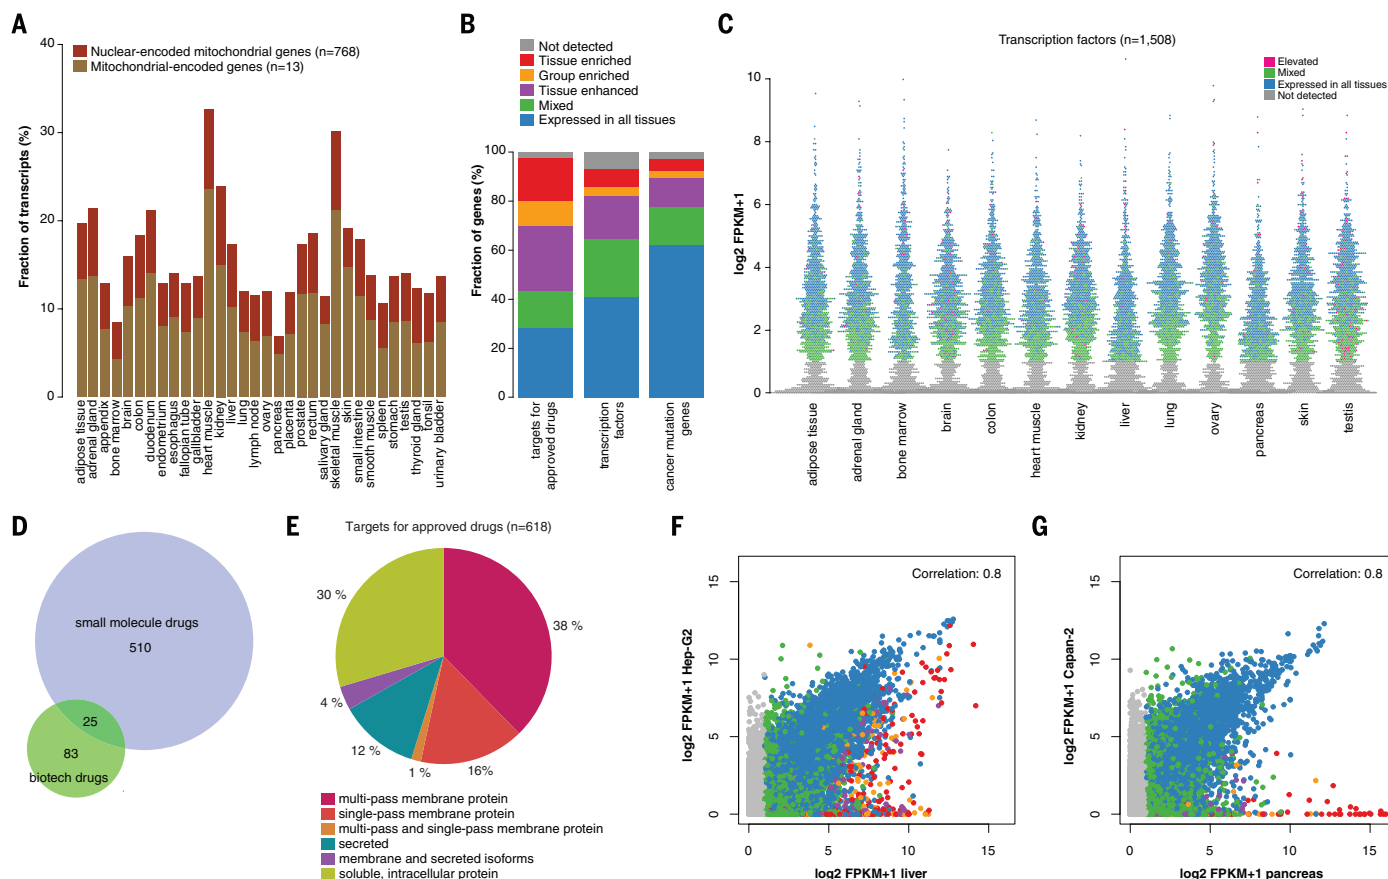 A
40
30
20
10
0
Fraction of transcripts (%)
Nuclear-encoded mitochondrial genes (n=768)
Mitochondrial-encoded genes (n=13)
adipose tissue
adrenal gland
appendix
bone marrow
brain
colon
duodenum
endometrium
esophagus
fallopian tube
gallbladder
heart muscle
kidney
liver
lung
lymph node
ovary
pancreas
placenta
prostate
rectum
salivary gland
skeletal muscle
skin
small intestine
smooth muscle
spleen
stomach
testis
thyroid gland
tonsil
urinary bladder
B
Not detected
Tissue enriched
Group enriched
Tissue enhanced
Mixed
Expressed in all tissues
Fraction of genes (%)
100
80
60
40
20
0
targets for
approved drugs
transcription
factors
cancer mutation
genes
C
Transcription factors (n=1,508)
Elevated
Mixed
Expressed in all tissues
Not detected
log2 FPKM+1
10
8
6
4
2
0
adipose tissue
adrenal gland
bone marrow
brain
colon
heart muscle
kidney
liver
lung
ovary
pancreas
skin
testis
D
small molecule drugs
510
25
83
biotech drugs
E
Targets for approved drugs (n=618)
30 %
38 %
4 %
12 %
1 %
16%
multi-pass membrane protein
single-pass membrane protein
multi-pass and single-pass membrane protein
secreted
membrane and secreted isoforms
soluble, intracellular protein
F
Correlation: 0.8
log2 FPKM+1 Hep-G2
15
10
5
0
0
5
10
15
log2 FPKM+1 liver
G
Correlation: 0.8
log2 FPKM+1 Capan-2
15
10
5
0
0
5
10
15
log2 FPKM+1 pancreas